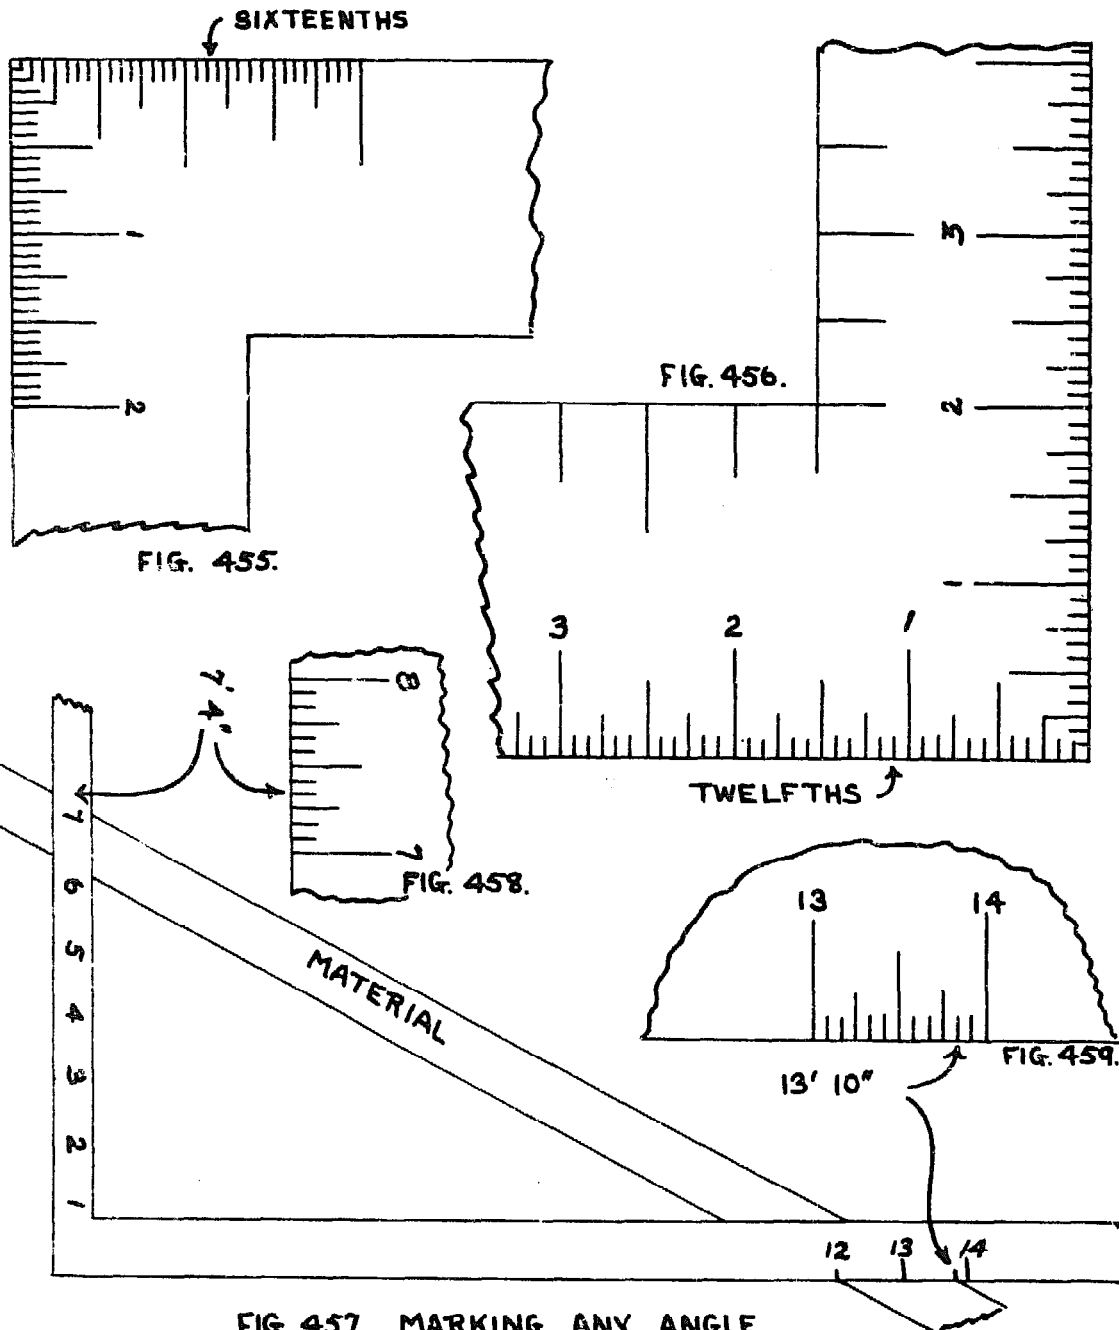 SIXTEENTHS
1
2
FIG. 455.
3
2
1
FIG. 456.
3 2 1
TWELFTHS
7' 4"
8
7
FIG. 458.
13 14
FIG. 459.
13' 10"
7
6
5
4
3
2
1
MATERIAL
12 13 14
FIG. 457. MARKING ANY ANGLE